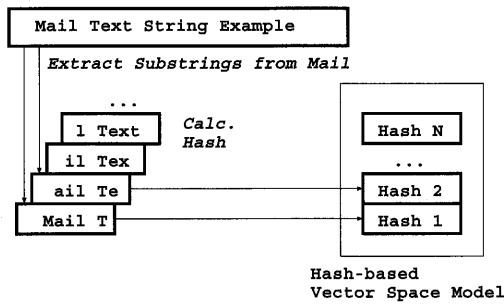 Mail Text String Example
Extract Substrings from Mail
...
l Text
il Tex
ail Te
Mail T
Calc.
Hash
Hash N
...
Hash 2
Hash 1
Hash-based
Vector Space Model